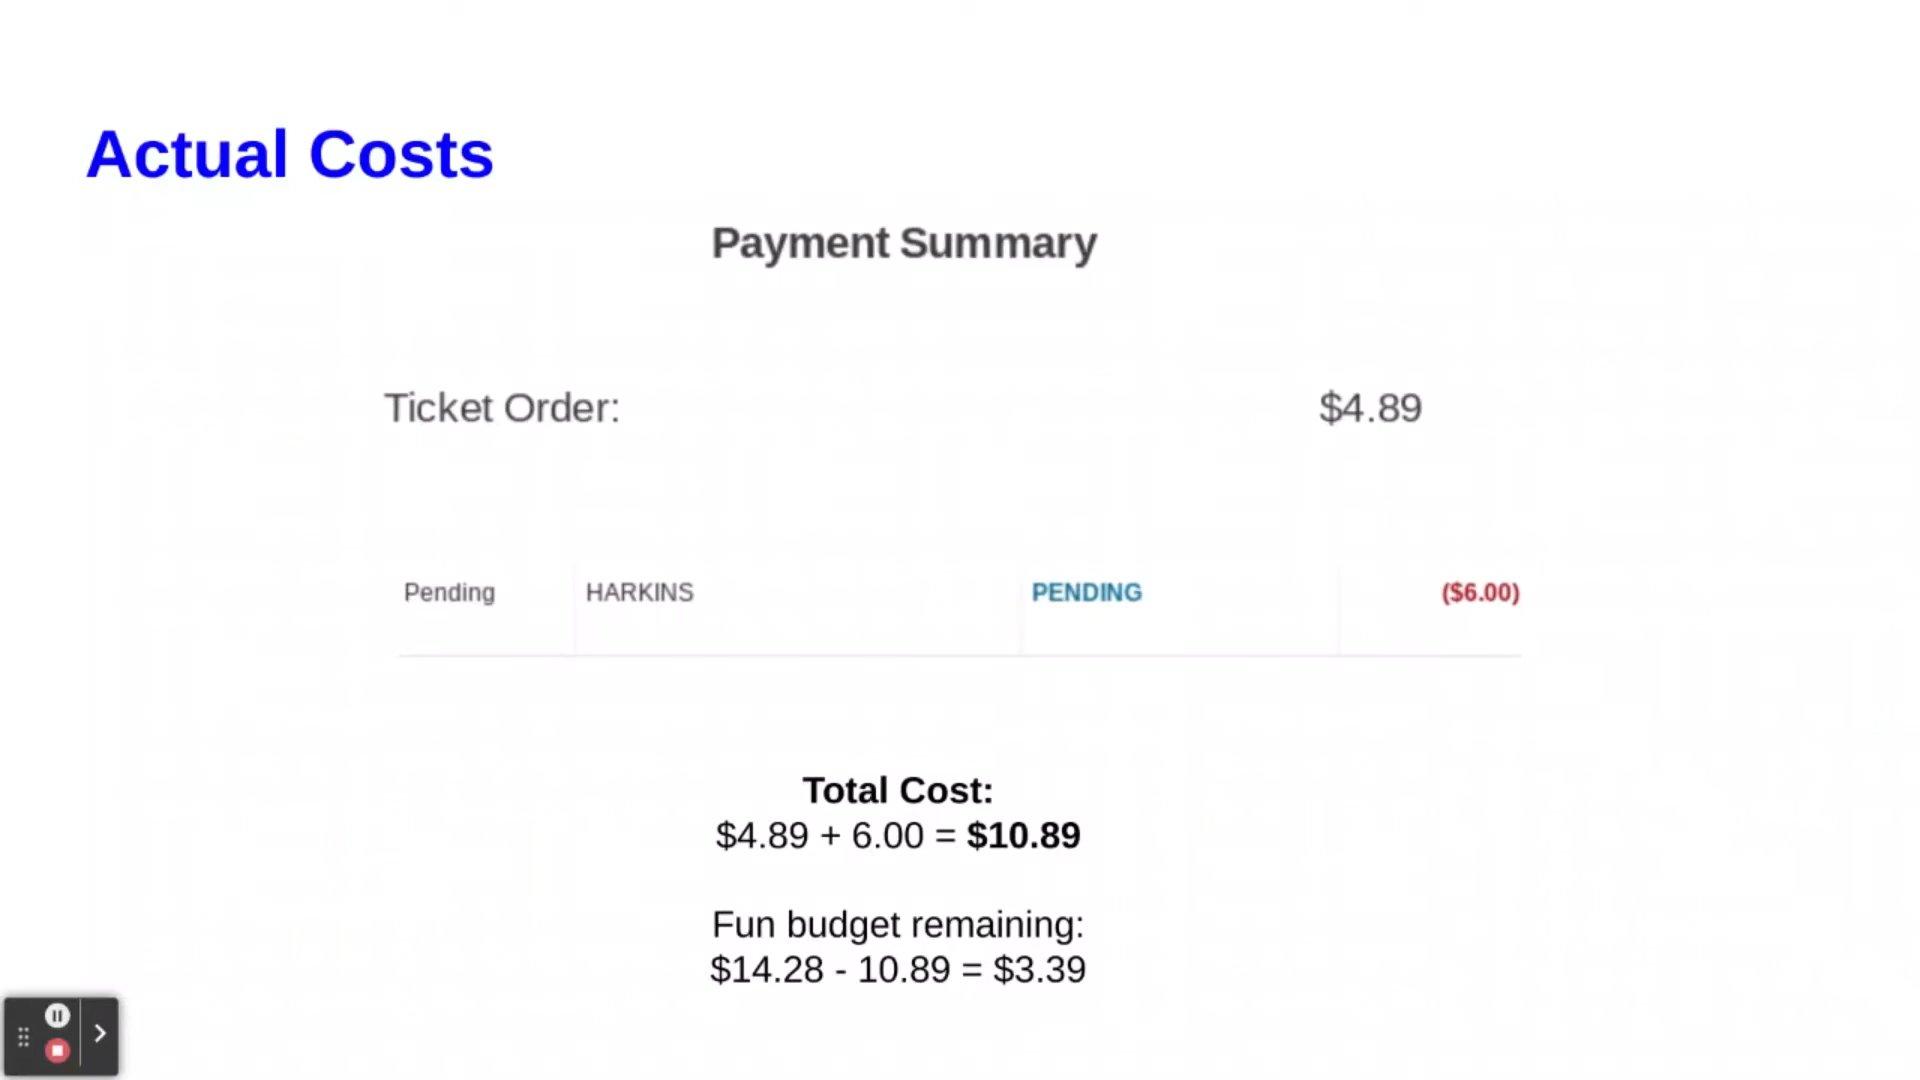 Actual Costs
Payment Summary
Ticket Order: $4.89
Pending HARKINS PENDING ($6.00)
Total Cost:
$4.89 + 6.00 = $10.89
Fun budget remaining:
$14.28 - 10.89 = $3.39